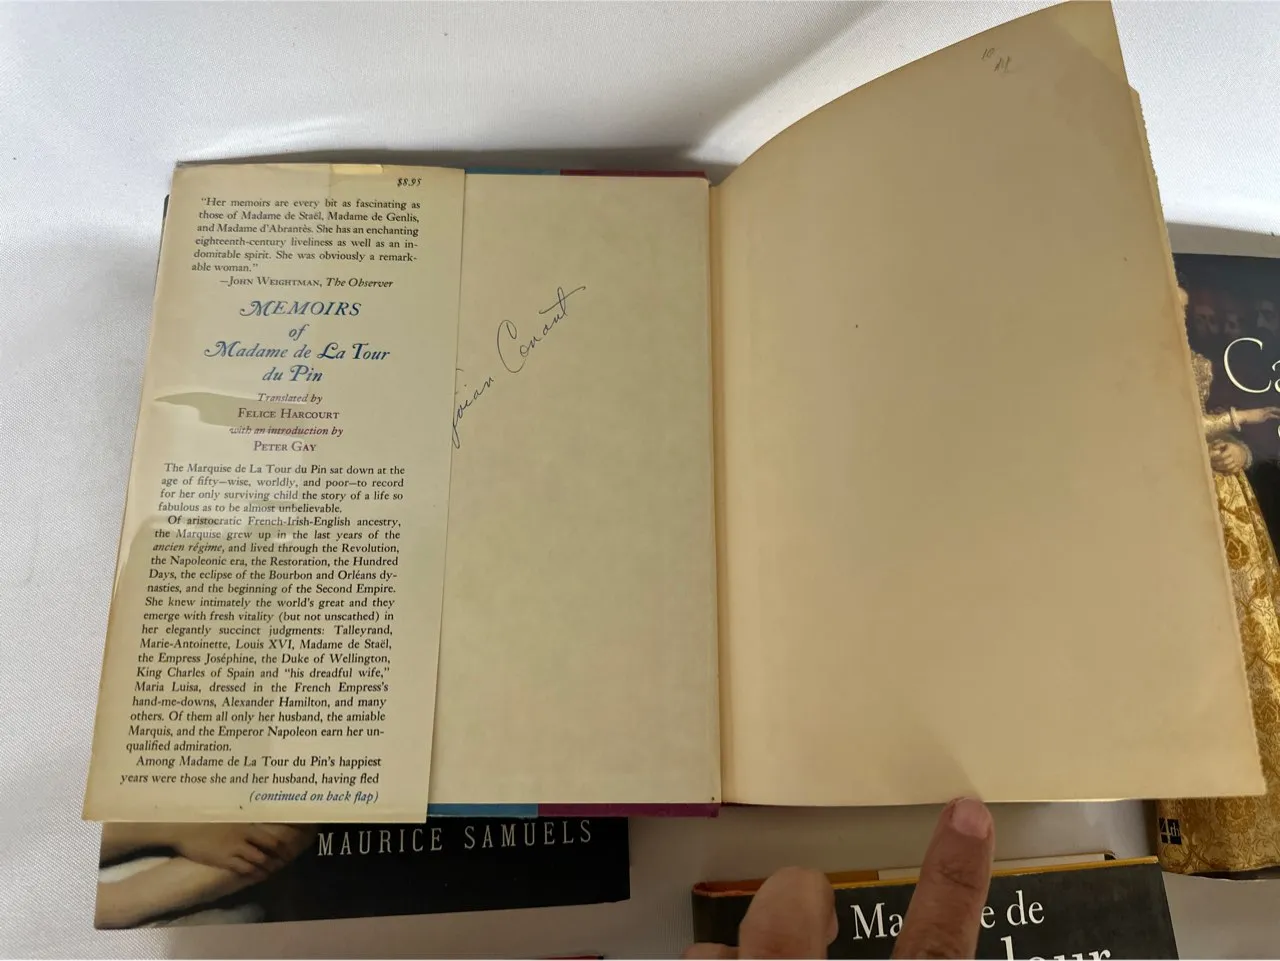 $8.95
"Her memoirs are every bit as fascinating as
those of Madame de Staël, Madame de Genlis,
and Madame d'Abrantès. She has an enchanting
eighteenth-century liveliness as well as an in-
domitable spirit. She was obviously a remark-
able woman."
—JOHN WEIGHTMAN, The Observer
MEMOIRS
of
Madame de La Tour
du Pin
Translated by
FELICE HARCOURT
with an introduction by
PETER GAY
The Marquise de La Tour du Pin sat down at the
age of fifty—wise, worldly, and poor—to record
for her only surviving child the story of a life so
fabulous as to be almost unbelievable.
Of aristocratic French-Irish-English ancestry,
the Marquise grew up in the last years of the
ancien régime, and lived through the Revolution,
the Napoleonic era, the Restoration, the Hundred
Days, the eclipse of the Bourbon and Orléans dy-
nasties, and the beginning of the Second Empire.
She knew intimately the world's great and they
emerge with fresh vitality (but not unscathed) in
her elegantly succinct judgments: Talleyrand,
Marie-Antoinette, Louis XVI, Madame de Staël,
the Empress Joséphine, the Duke of Wellington,
King Charles of Spain and "his dreadful wife,"
Maria Luisa, dressed in the French Empress's
hand-me-downs, Alexander Hamilton, and many
others. Of them all only her husband, the amiable
Marquis, and the Emperor Napoleon earn her un-
qualified admiration.
Among Madame de La Tour du Pin's happiest
years were those she and her husband, having fled
(continued on back flap)
Conant
10
MAURICE SAMUELS
Ca
4th
Ma e de